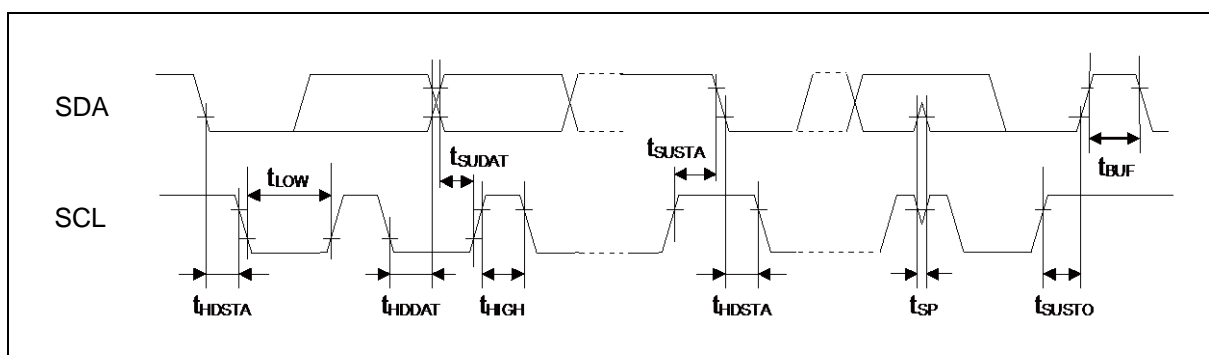 SDA
tSUDAT
tSUSTA
tBUF
tLOW
SCL
tHDSTA
tHDDAT
tHIGH
tHDSTA
tSP
tSUSTO